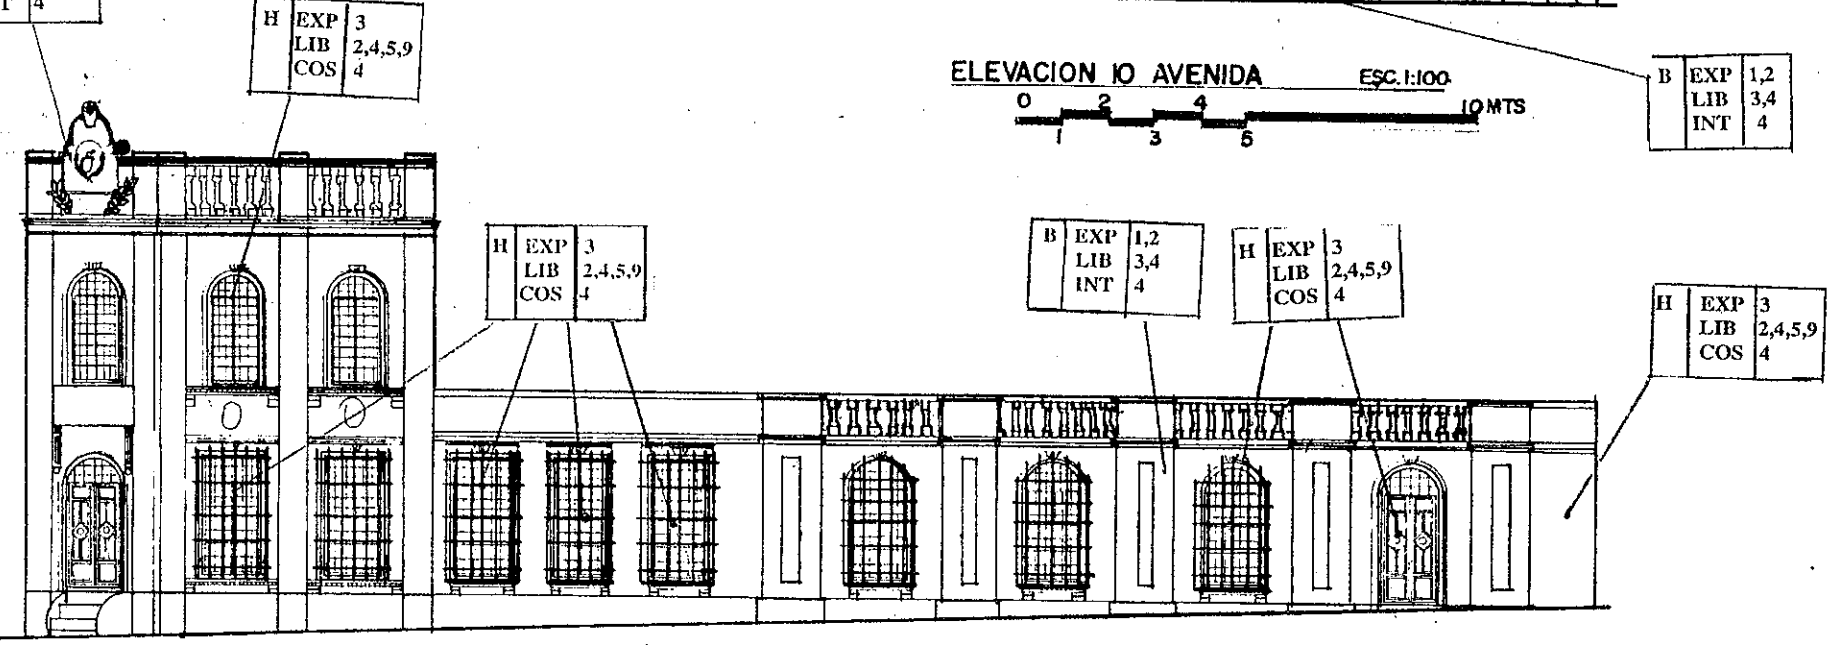 T 4
H EXP 3
LIB 2,4,5,9
COS 4
ELEVACION 10 AVENIDA ESC. 1:100
0 2 4 10 MTS
1 3 5
B EXP 1,2
LIB 3,4
INT 4
H EXP 3
LIB 2,4,5,9
COS 4
B EXP 1,2
LIB 3,4
INT 4
H EXP 3
LIB 2,4,5,9
COS 4
H EXP 3
LIB 2,4,5,9
COS 4